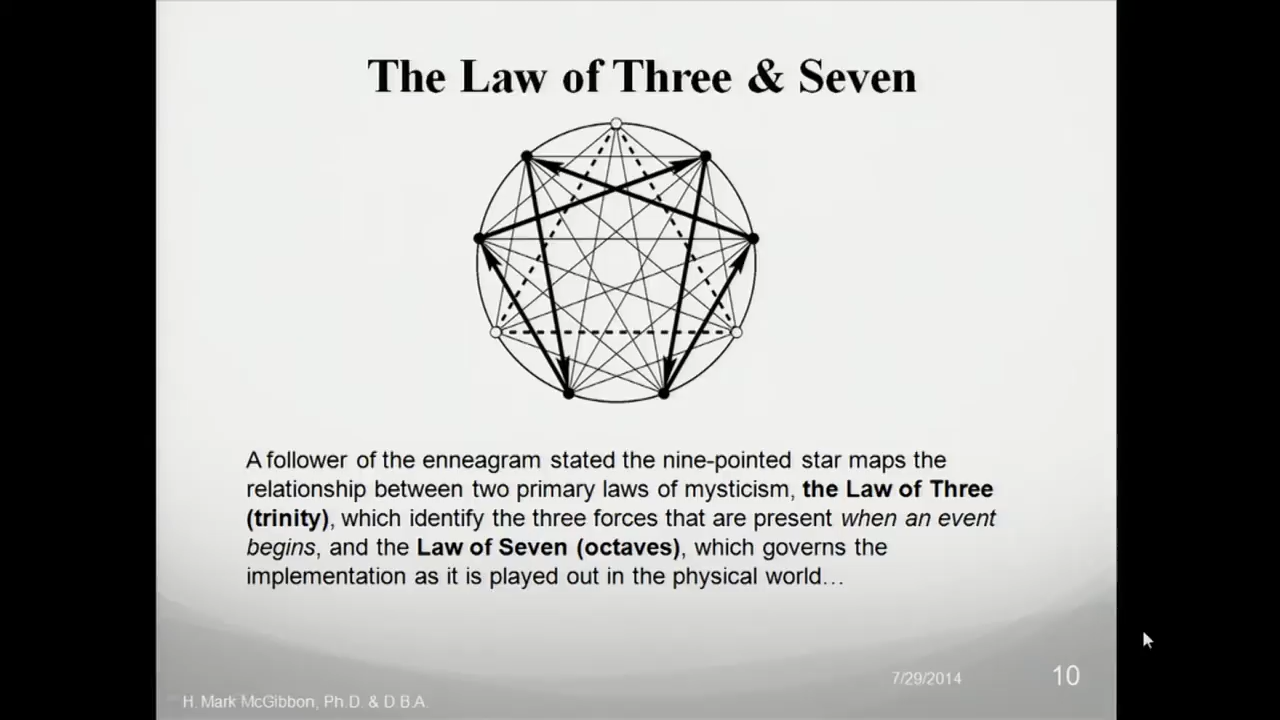 The Law of Three & Seven
A follower of the enneagram stated the nine-pointed star maps the
relationship between two primary laws of mysticism, the Law of Three
(trinity), which identify the three forces that are present when an event
begins, and the Law of Seven (octaves), which governs the
implementation as it is played out in the physical world…
7/29/2014
10
H. Mark McGibbon, Ph.D. & D.B.A.